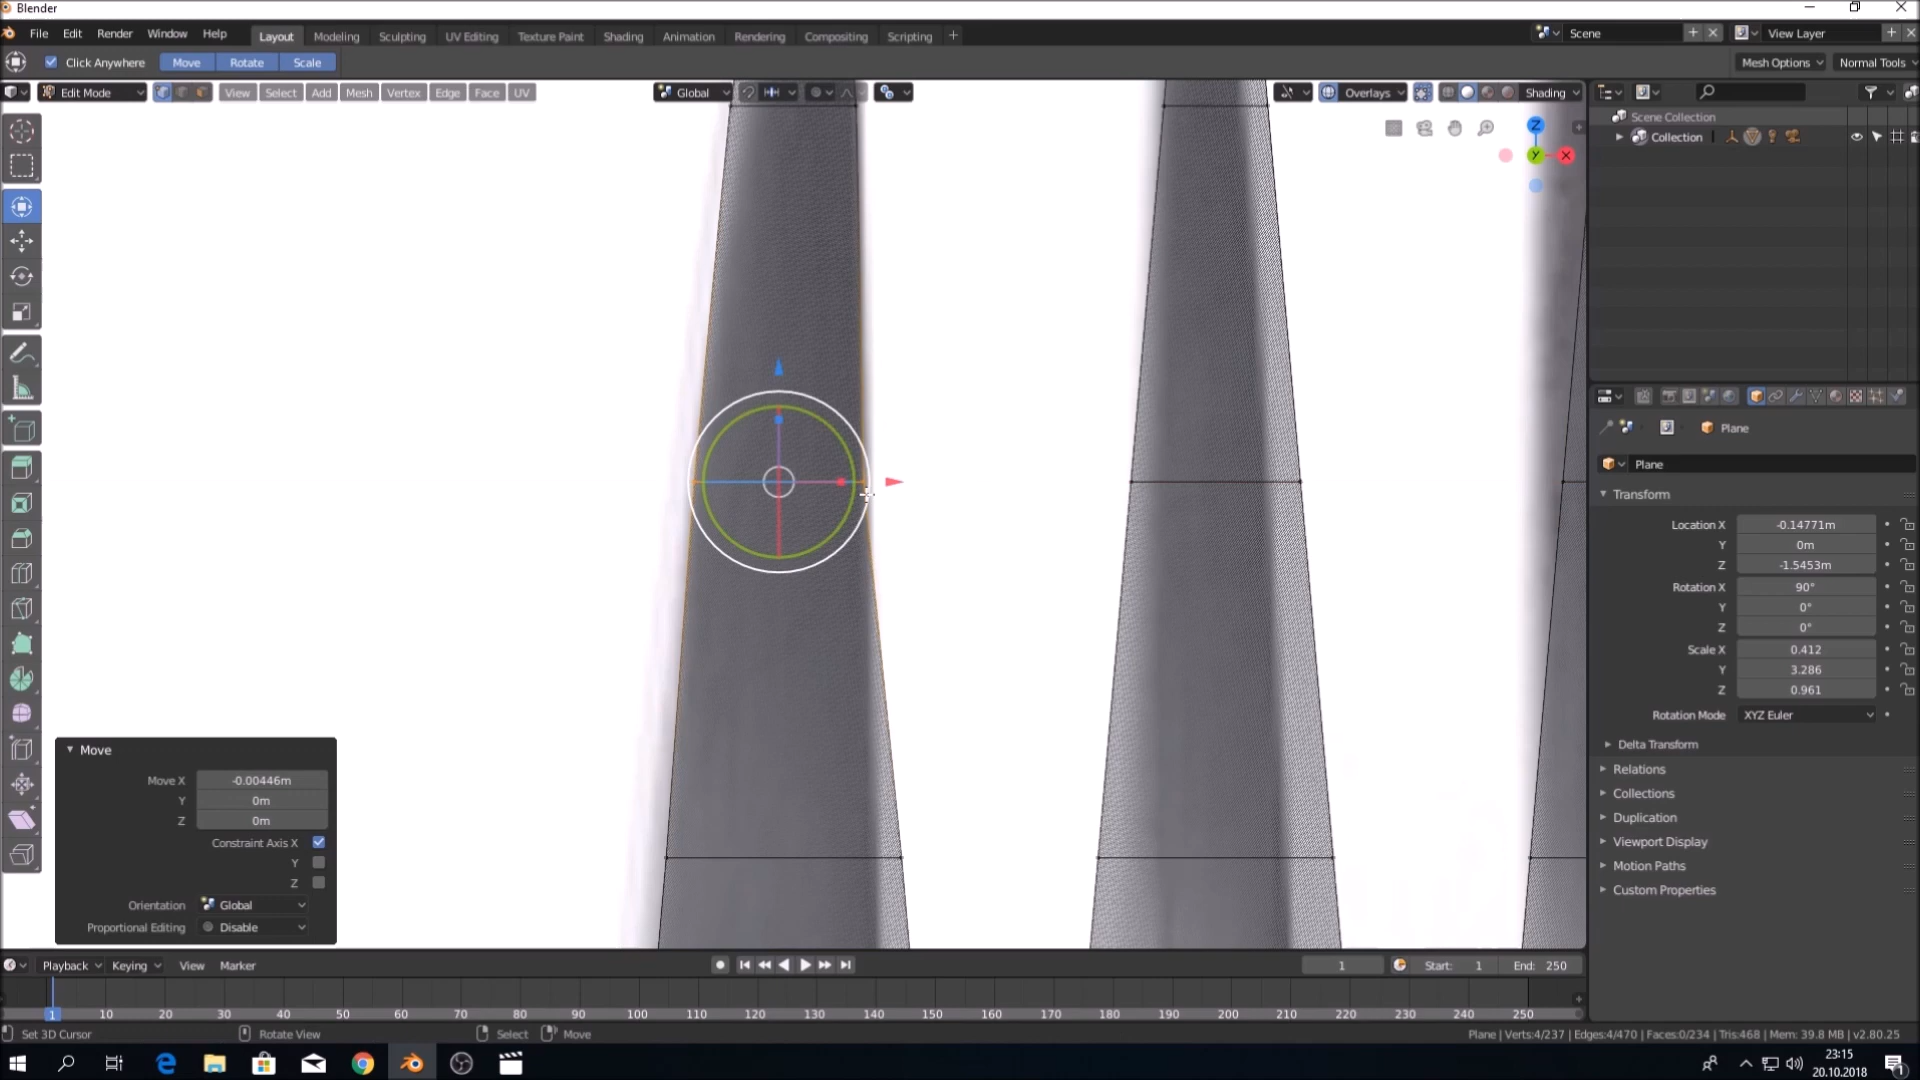 Blender
File Edit Render Window Help Layout Modeling Sculpting UV Editing Texture Paint Shading Animation Rendering Compositing Scripting + Scene View Layer
Click Anywhere Move Rotate Scale Mesh Options Normal Tools
Edit Mode View Select Add Mesh Vertex Edge Face UV Global Overlays Shading
Scene Collection
Collection
Z
Y X
Plane
Plane
Transform
Location X -0.14771m
Y 0m
Z -1.5453m
Rotation X 90°
Y 0°
Z 0°
Scale X 0.412
Y 3.286
Z 0.961
Rotation Mode XYZ Euler
Delta Transform
Relations
Collections
Duplication
Viewport Display
Motion Paths
Custom Properties
Move
Move X -0.00446m
Y 0m
Z 0m
Constraint Axis X
Y
Z
Orientation Global
Proportional Editing Disable
Playback Keying View Marker 1 Start: 1 End: 250
1 10 20 30 40 50 60 70 80 90 100 110 120 130 140 150 160 170 180 190 200 210 220 230 240 250
Set 3D Cursor Rotate View Select Move Plane | Verts:4/237 | Edges:4/470 | Faces:0/234 | Tris:468 | Mem: 39.8 MB | v2.80.25
23:15
20.10.2018
1